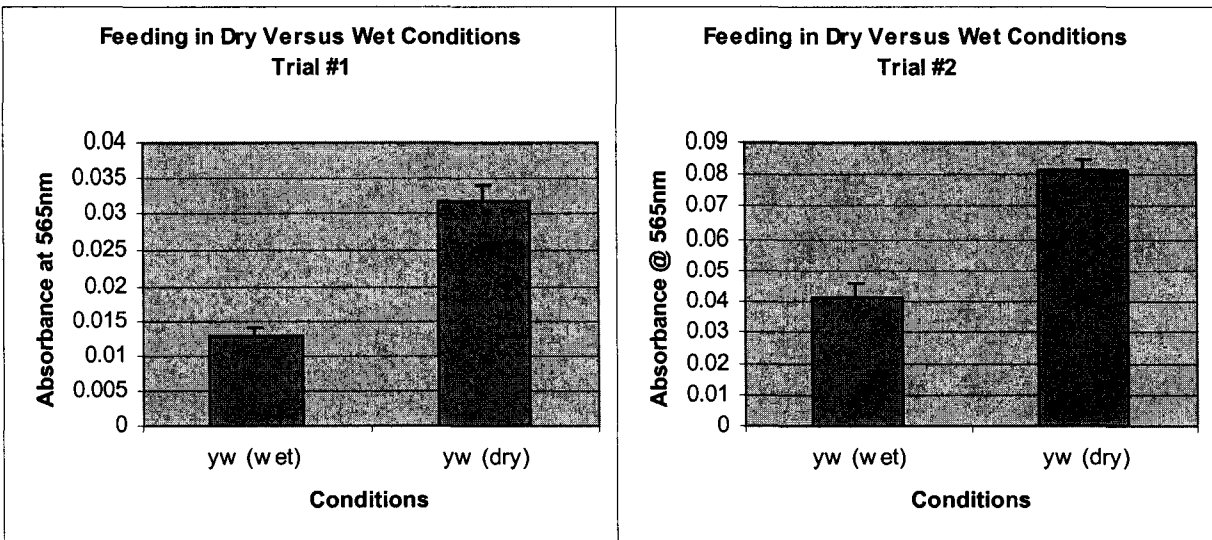 Feeding in Dry Versus Wet Conditions
Trial #1
Absorbance at 565nm
0.04
0.035
0.03
0.025
0.02
0.015
0.01
0.005
0
yw (wet)
yw (dry)
Conditions
Feeding in Dry Versus Wet Conditions
Trial #2
Absorbance @ 565nm
0.09
0.08
0.07
0.06
0.05
0.04
0.03
0.02
0.01
0
yw (wet)
yw (dry)
Conditions